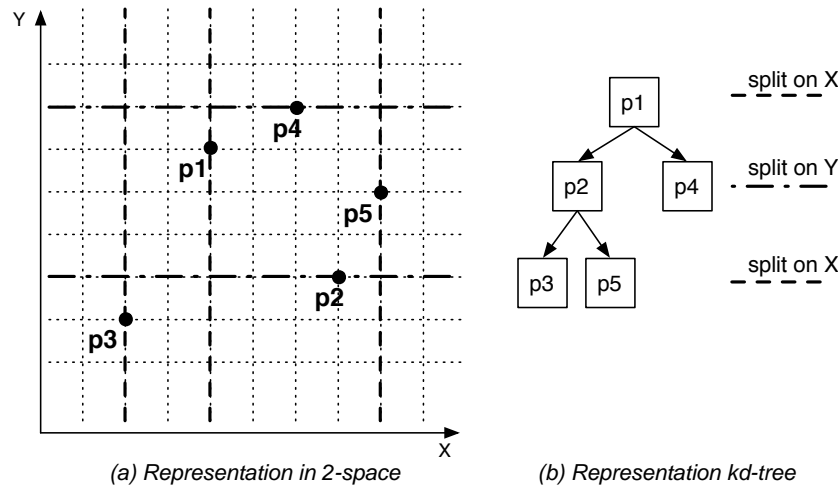 Y
p4
p1
p5
p2
p3
X
(a) Representation in 2-space
p1
split on X
p2
p4
split on Y
p3
p5
split on X
(b) Representation kd-tree